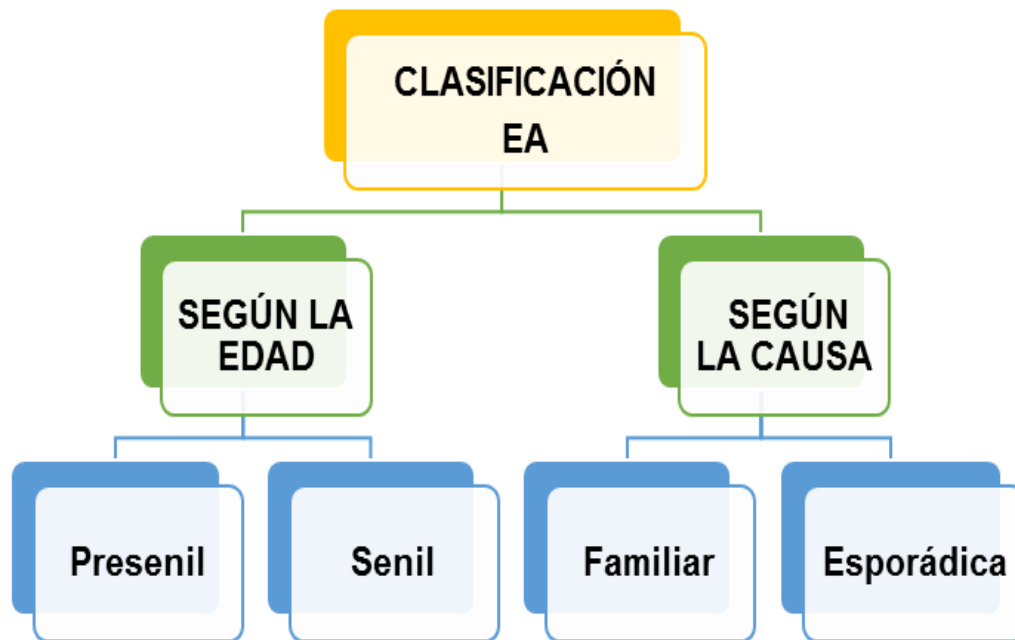 CLASIFICACIÓN
EA
SEGÚN LA
EDAD
SEGÚN
LA CAUSA
Presenil
Senil
Familiar
Esporádica